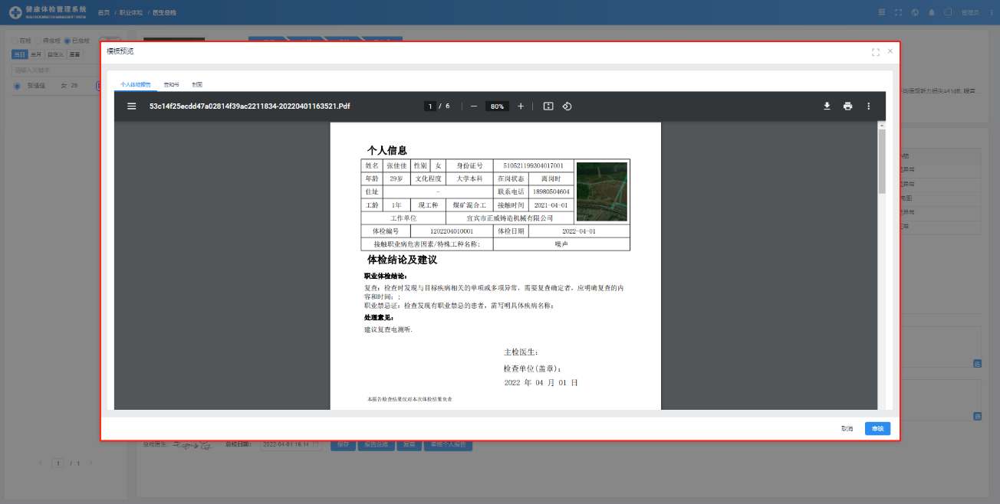 健康体检管理系统
首页 / 职业体检 / 医生总检
管理员
在检 待总检 已总检
当日 当月 自定义 重置
请输入关键字
张佳佳 女 29
模板预览
个人体检报告 告知书 封面
53c14f25ecdd47a02814f39ac2211834-20220401163521.Pdf
1 / 6
80%
个人信息
姓名 张佳佳 性别 女 身份证号 510521199304017001
年龄 29岁 文化程度 大学本科 在岗状态 离岗时
住址 - 联系电话 18980504604
工龄 1年 现工种 煤矿混合工 接触时间 2021-04-01
工作单位 宜宾市正威铸造机械有限公司
体检编号 1202204010001 体检日期 2022-04-01
接触职业病危害因素/特殊工种名称: 噪声
体检结论及建议
职业体检结论:
复查: 检查时发现与目标疾病相关的单项或多项异常, 需要复查确定者, 应明确复查的内
容和时间; ;
职业禁忌证: 检查发现有职业禁忌的患者, 需写明具体疾病名称;
处理意见:
建议复查电测听.
主检医生:
检查单位(盖章):
2022 年 04 月 01 日
本报告检查结果仅对本次体检结果负责
取消 审核
总检医生: 总检日期: 2022-04-01 16:14
1 / 1